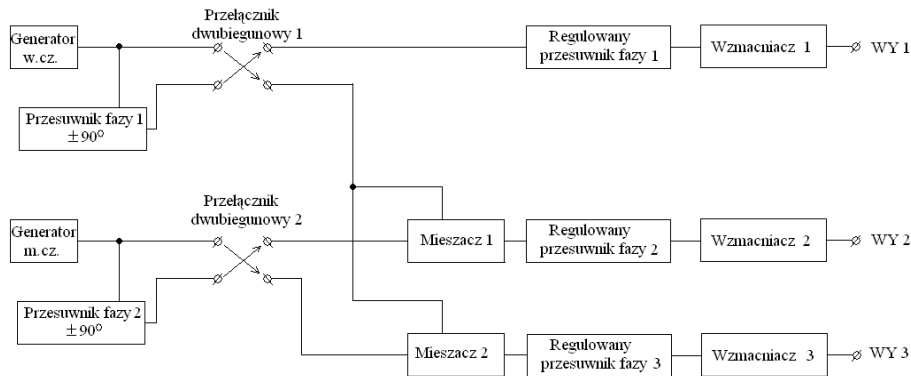 Przełącznik
dwubiegunowy 1
Generator
w.cz.
Regulowany
przesuwnik fazy 1
Wzmacniacz 1
WY 1
Przesuwnik fazy 1
±90°
Przełącznik
dwubiegunowy 2
Generator
m.cz.
Mieszacz 1
Regulowany
przesuwnik fazy 2
Wzmacniacz 2
WY 2
Przesuwnik fazy 2
±90°
Mieszacz 2
Regulowany
przesuwnik fazy 3
Wzmacniacz 3
WY 3